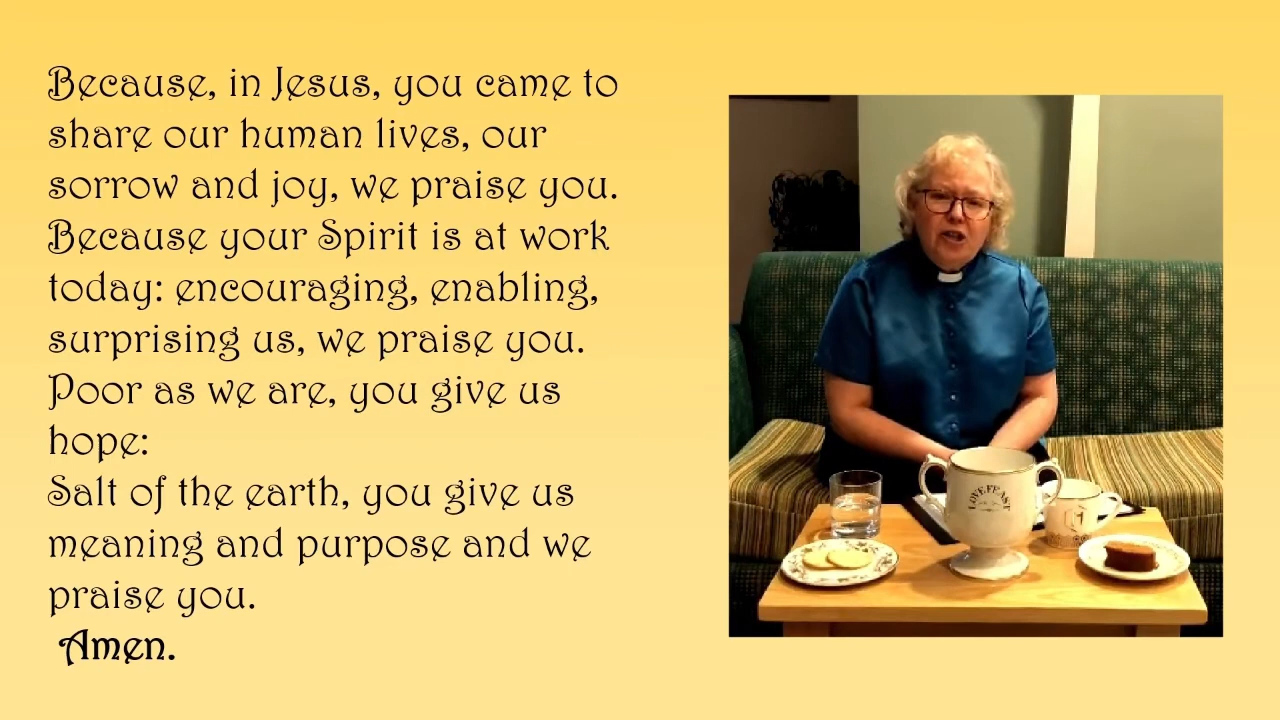 Because, in Jesus, you came to
share our human lives, our
sorrow and joy, we praise you.
Because your Spirit is at work
today: encouraging, enabling,
surprising us, we praise you.
Poor as we are, you give us
hope:
Salt of the earth, you give us
meaning and purpose and we
praise you.
Amen.
LOVEFEAST